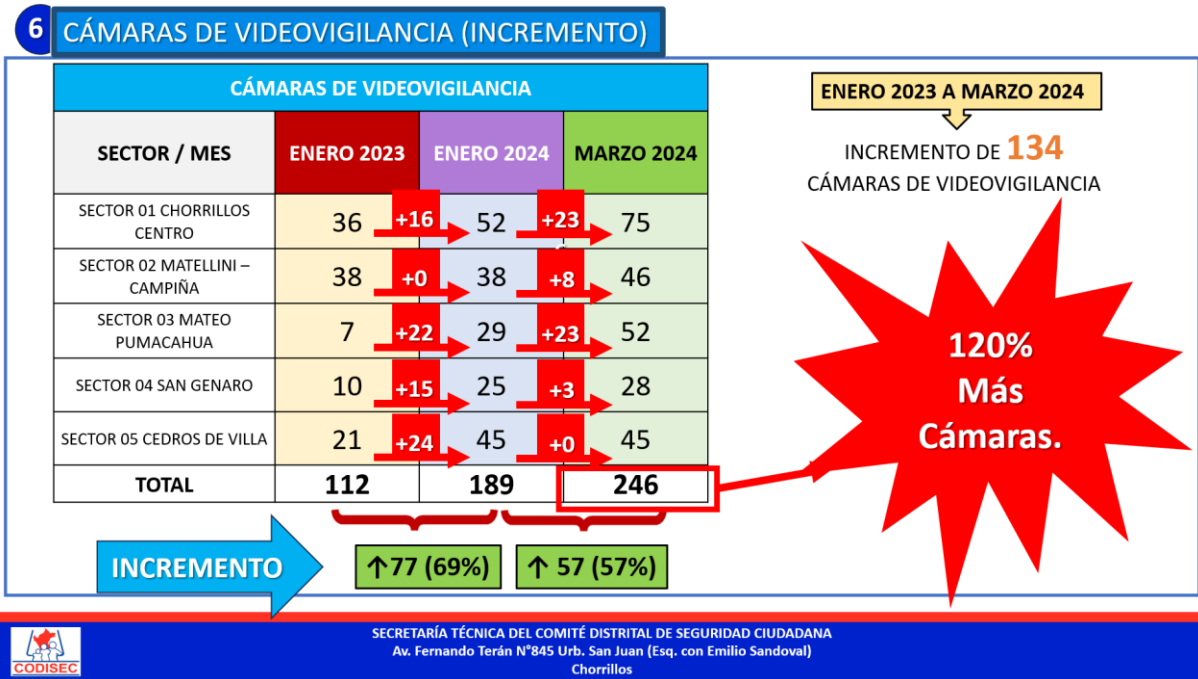 6
CÁMARAS DE VIDEOVIGILANCIA (INCREMENTO)
CÁMARAS DE VIDEOVIGILANCIA
SECTOR / MES ENERO 2023 ENERO 2024 MARZO 2024
SECTOR 01 CHORRILLOS
CENTRO
36 +16 52 +23 75
SECTOR 02 MATELLINI –
CAMPIÑA
38 +0 38 +8 46
SECTOR 03 MATEO
PUMACAHUA
7 +22 29 +23 52
SECTOR 04 SAN GENARO 10 +15 25 +3 28
SECTOR 05 CEDROS DE VILLA 21 +24 45 +0 45
TOTAL 112 189 246
INCREMENTO ↑77 (69%) ↑ 57 (57%)
ENERO 2023 A MARZO 2024
INCREMENTO DE 134
CÁMARAS DE VIDEOVIGILANCIA
120%
Más
Cámaras.
CODISEC
SECRETARÍA TÉCNICA DEL COMITÉ DISTRITAL DE SEGURIDAD CIUDADANA
Av. Fernando Terán N°845 Urb. San Juan (Esq. con Emilio Sandoval)
Chorrillos